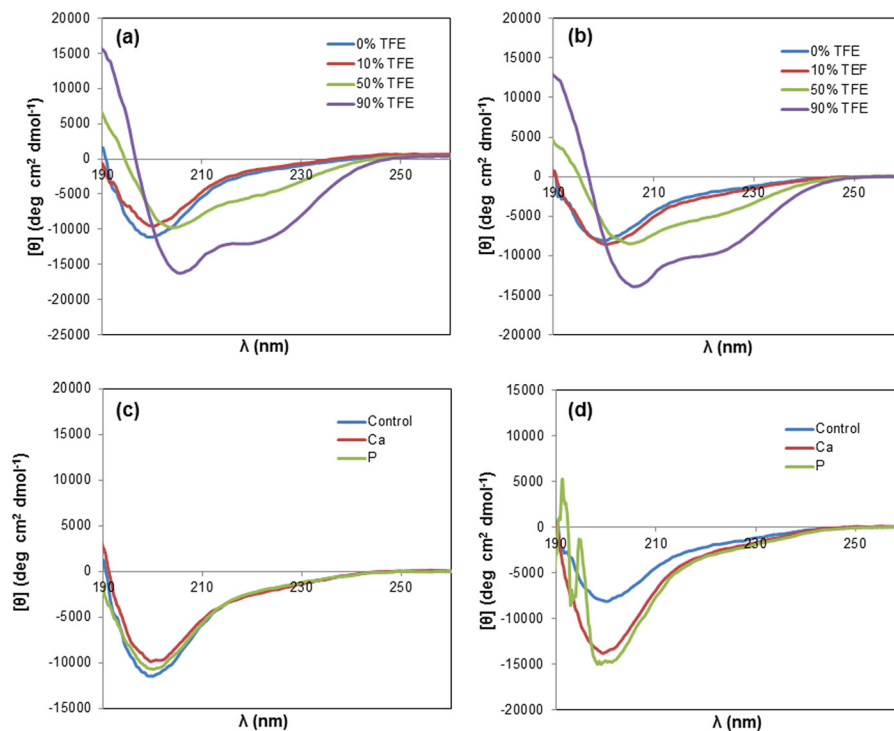 (a)
20000
15000
10000
5000
0
-5000
-10000
-15000
-20000
-25000
190
210
230
250
0% TFE
10% TFE
50% TFE
90% TFE
[θ] (deg cm² dmol⁻¹)
λ (nm)
(b)
20000
15000
10000
5000
0
-5000
-10000
-15000
-20000
190
210
230
250
0% TFE
10% TEF
50% TFE
90% TFE
[θ] (deg cm² dmol⁻¹)
λ (nm)
(c)
20000
15000
10000
5000
0
-5000
-10000
-15000
190
210
230
250
Control
Ca
P
[θ] (deg cm² dmol⁻¹)
λ (nm)
(d)
15000
10000
5000
0
-5000
-10000
-15000
-20000
190
210
230
250
Control
Ca
P
[θ] (deg cm² dmol⁻¹)
λ (nm)